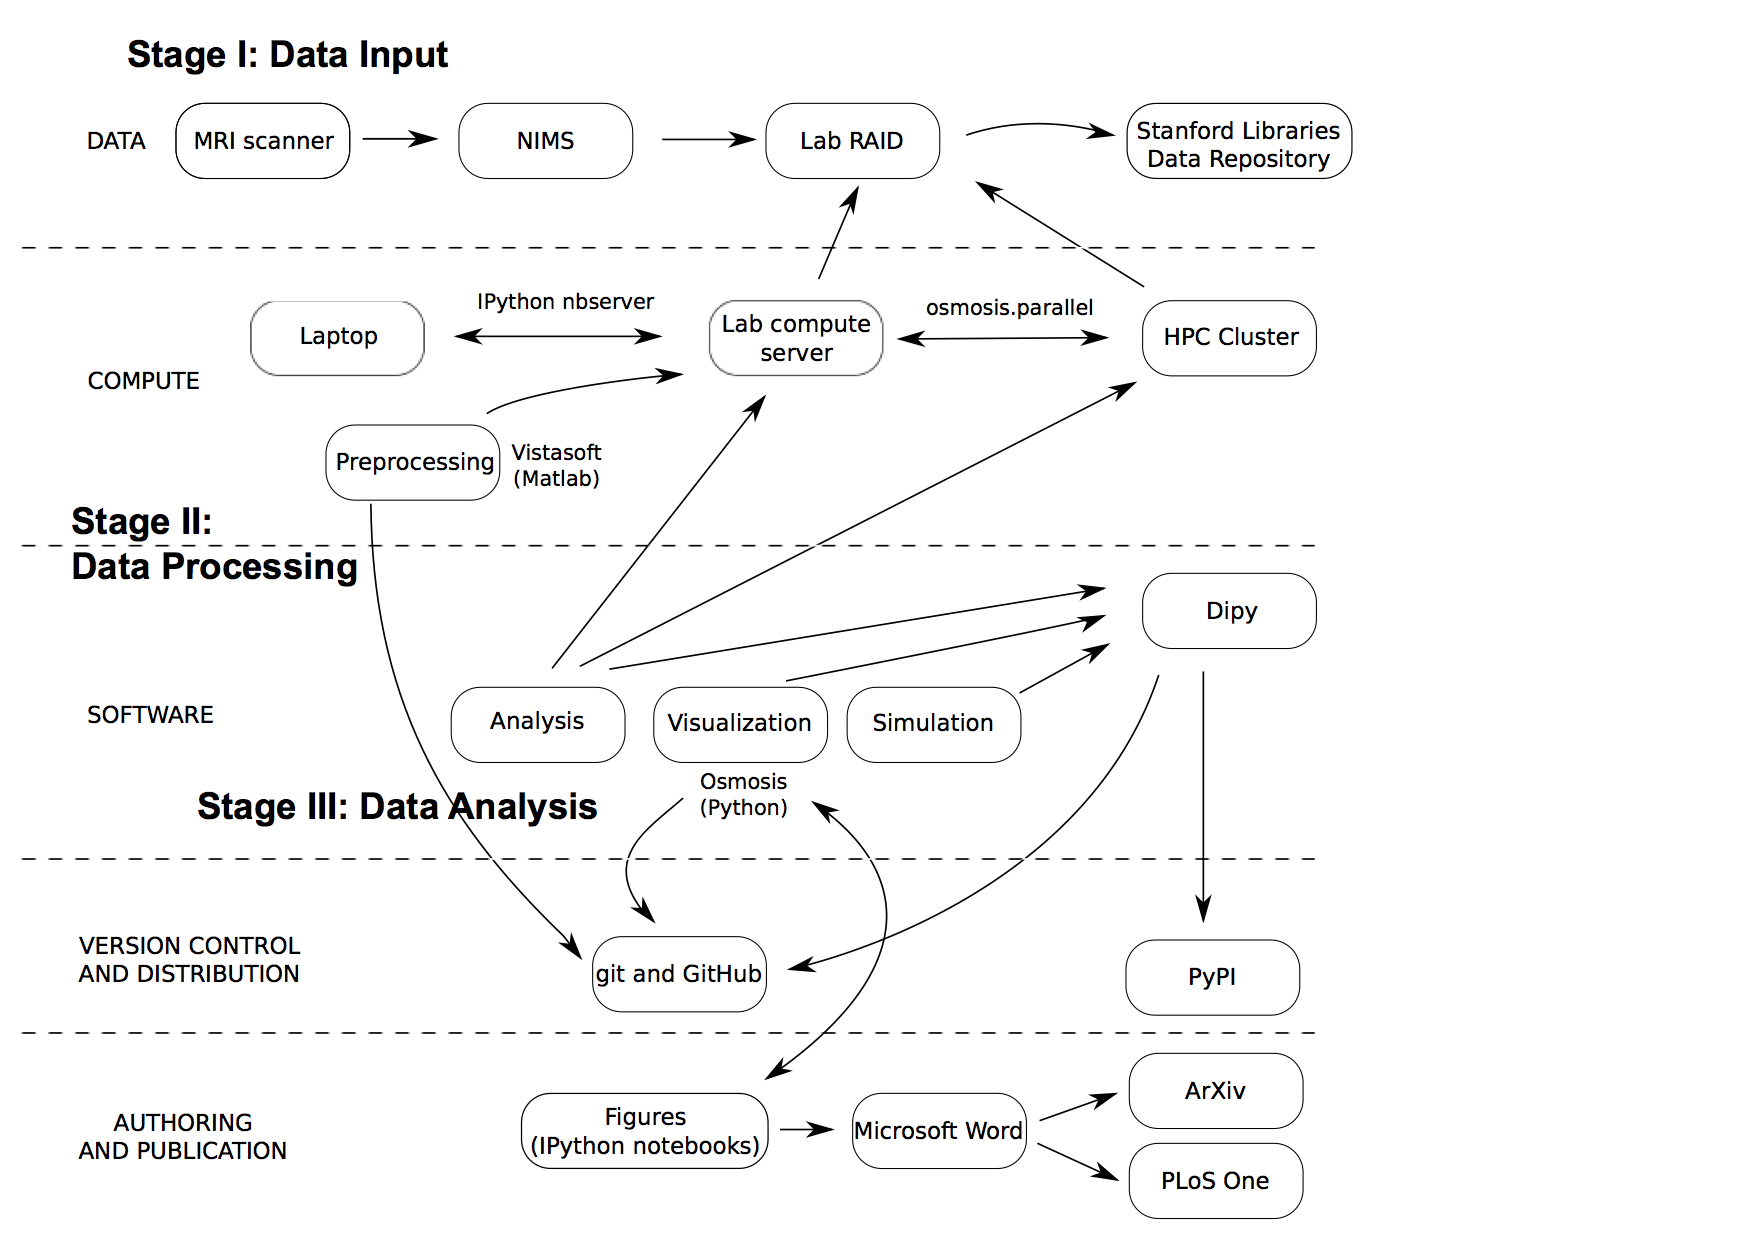 Stage I: Data Input
DATA
MRI scanner
NIMS
Lab RAID
Stanford Libraries
Data Repository
Laptop
IPython nbserver
Lab compute
server
osmosis.parallel
HPC Cluster
COMPUTE
Preprocessing
Vistasoft
(Matlab)
Stage II:
Data Processing
Dipy
SOFTWARE
Analysis
Visualization
Simulation
Osmosis
(Python)
Stage III: Data Analysis
VERSION CONTROL
AND DISTRIBUTION
git and GitHub
PyPI
AUTHORING
AND PUBLICATION
Figures
(IPython notebooks)
Microsoft Word
ArXiv
PLoS One